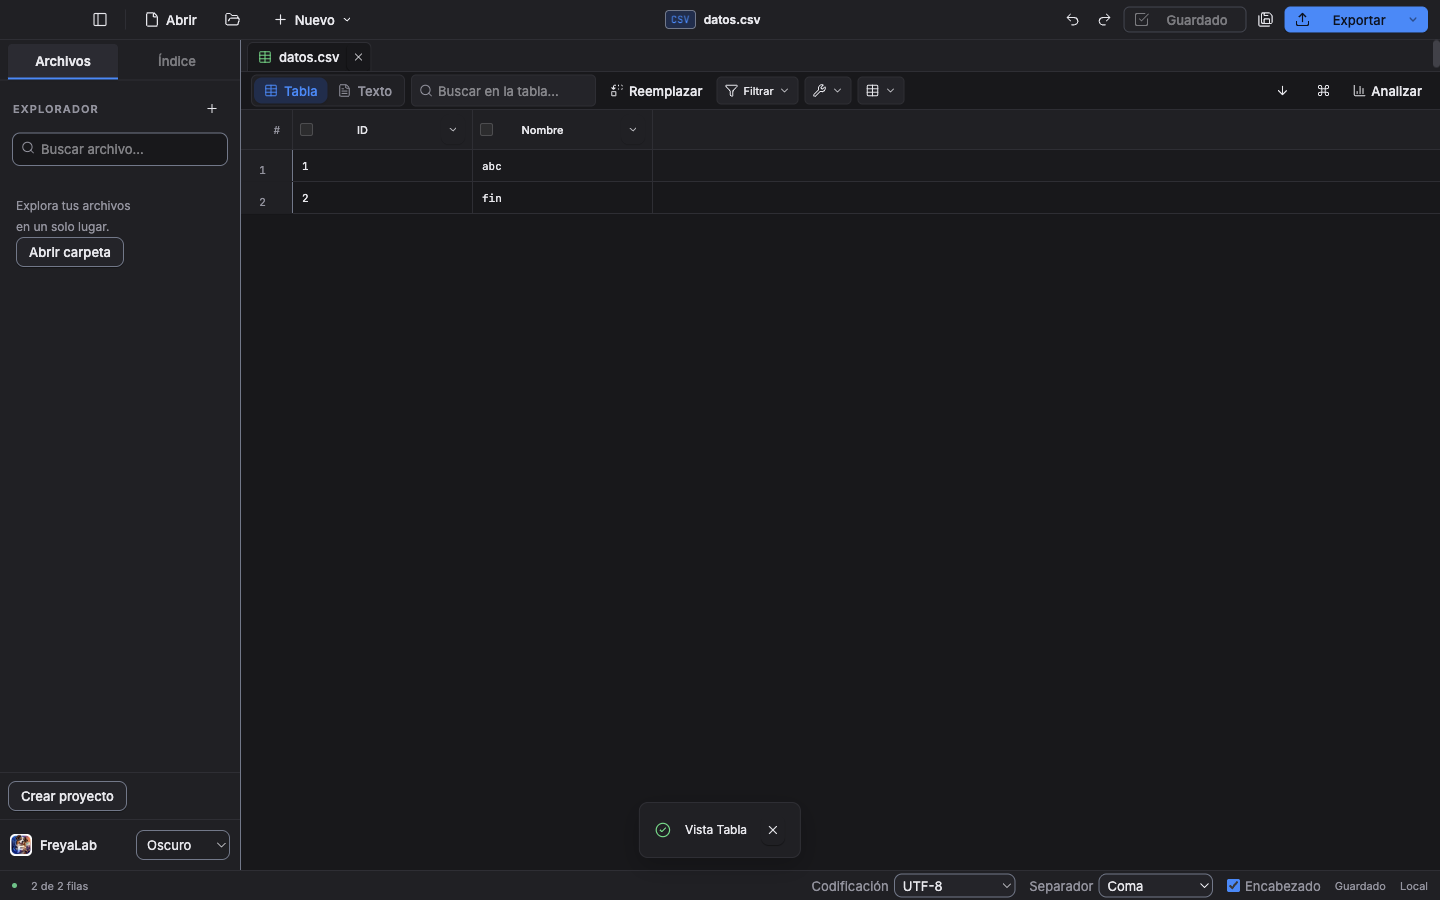 Abrir
Nuevo
CSV datos.csv
Guardado
Exportar
Archivos
Índice
datos.csv
EXPLORADOR
Tabla
Texto
Buscar en la tabla...
Reemplazar
Filtrar
Analizar
Buscar archivo...
# ID Nombre
1 1 abc
2 2 fin
Explora tus archivos
en un solo lugar.
Abrir carpeta
Crear proyecto
FreyaLab
Oscuro
Vista Tabla
2 de 2 filas
Codificación UTF-8
Separador Coma
Encabezado
Guardado
Local